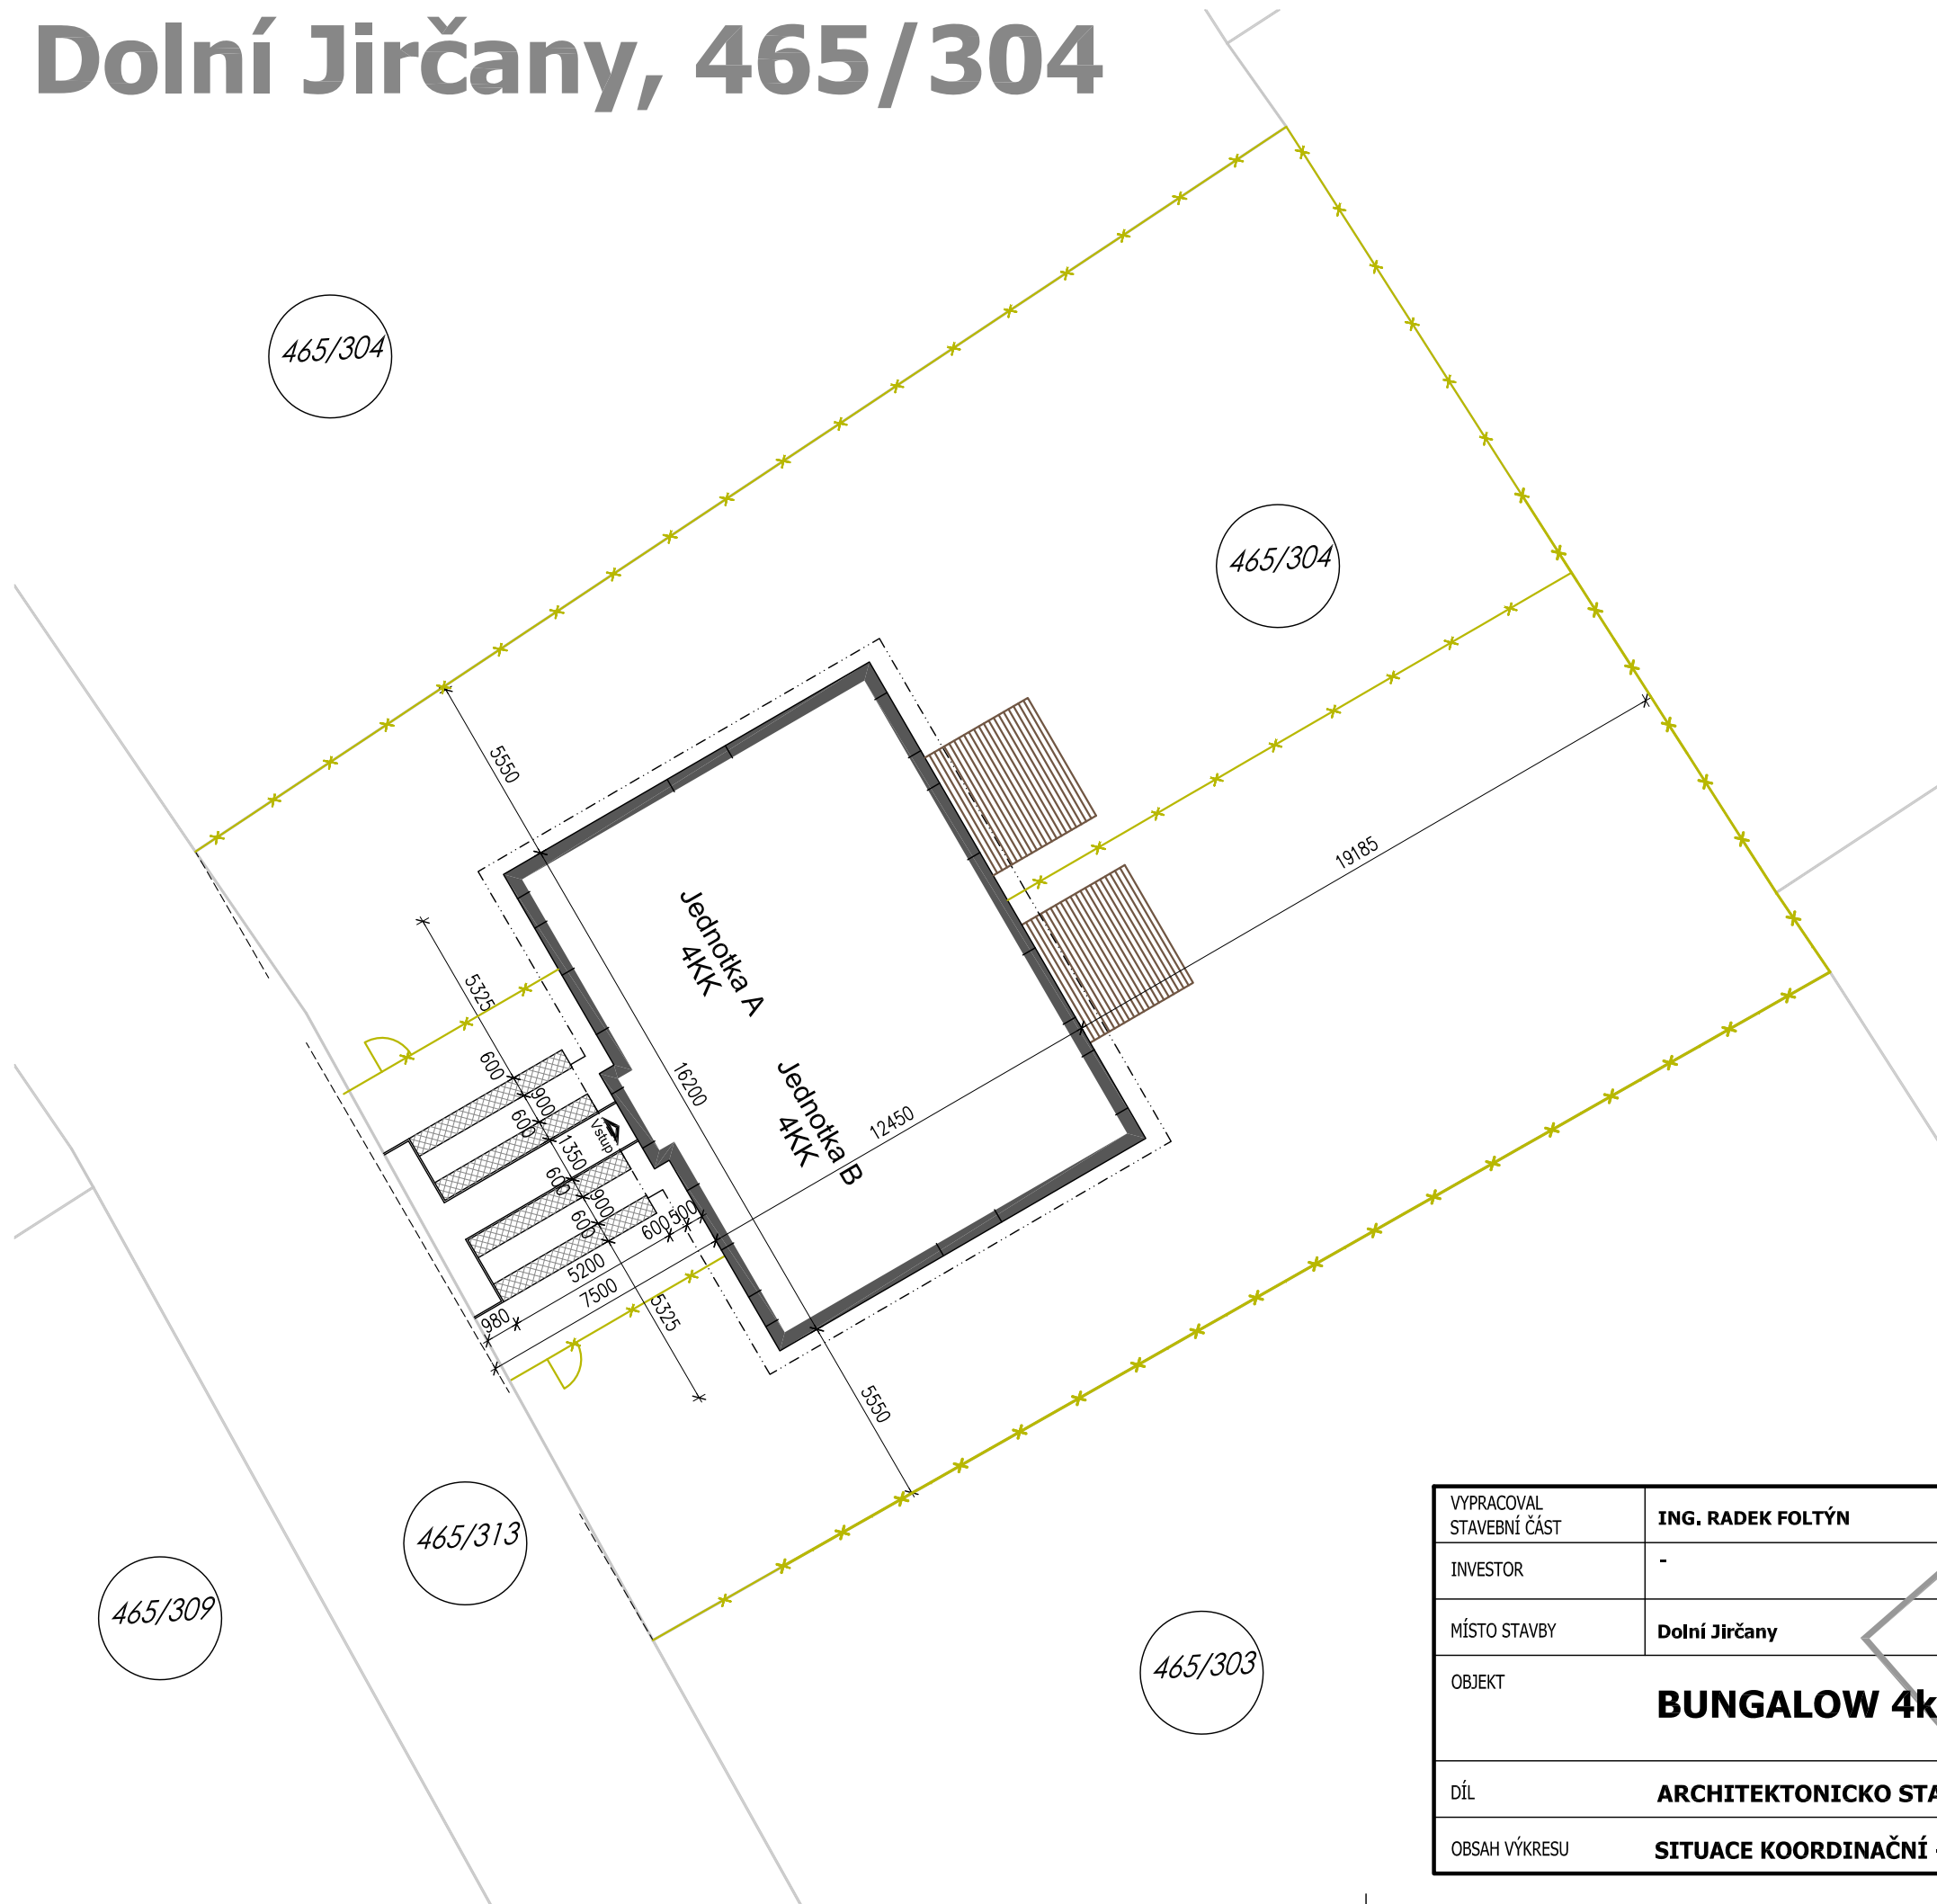 Dolní Jirčany, 465/304
465/304
465/304
5550
19185
5325
Jednotka A
4KK
600
900
600
16200
1350
Vstup
Jednotka B
4KK
12450
600
900
600
600
500
5200
7500
980
5325
5550
465/313
465/309
465/303
VYPRACOVAL
STAVEBNÍ ČÁST
ING. RADEK FOLTÝN
INVESTOR
-
MÍSTO STAVBY
Dolní Jirčany
OBJEKT
BUNGALOW 4k
DÍL
ARCHITEKTONICKO STA
OBSAH VÝKRESU
SITUACE KOORDINAČNÍ -